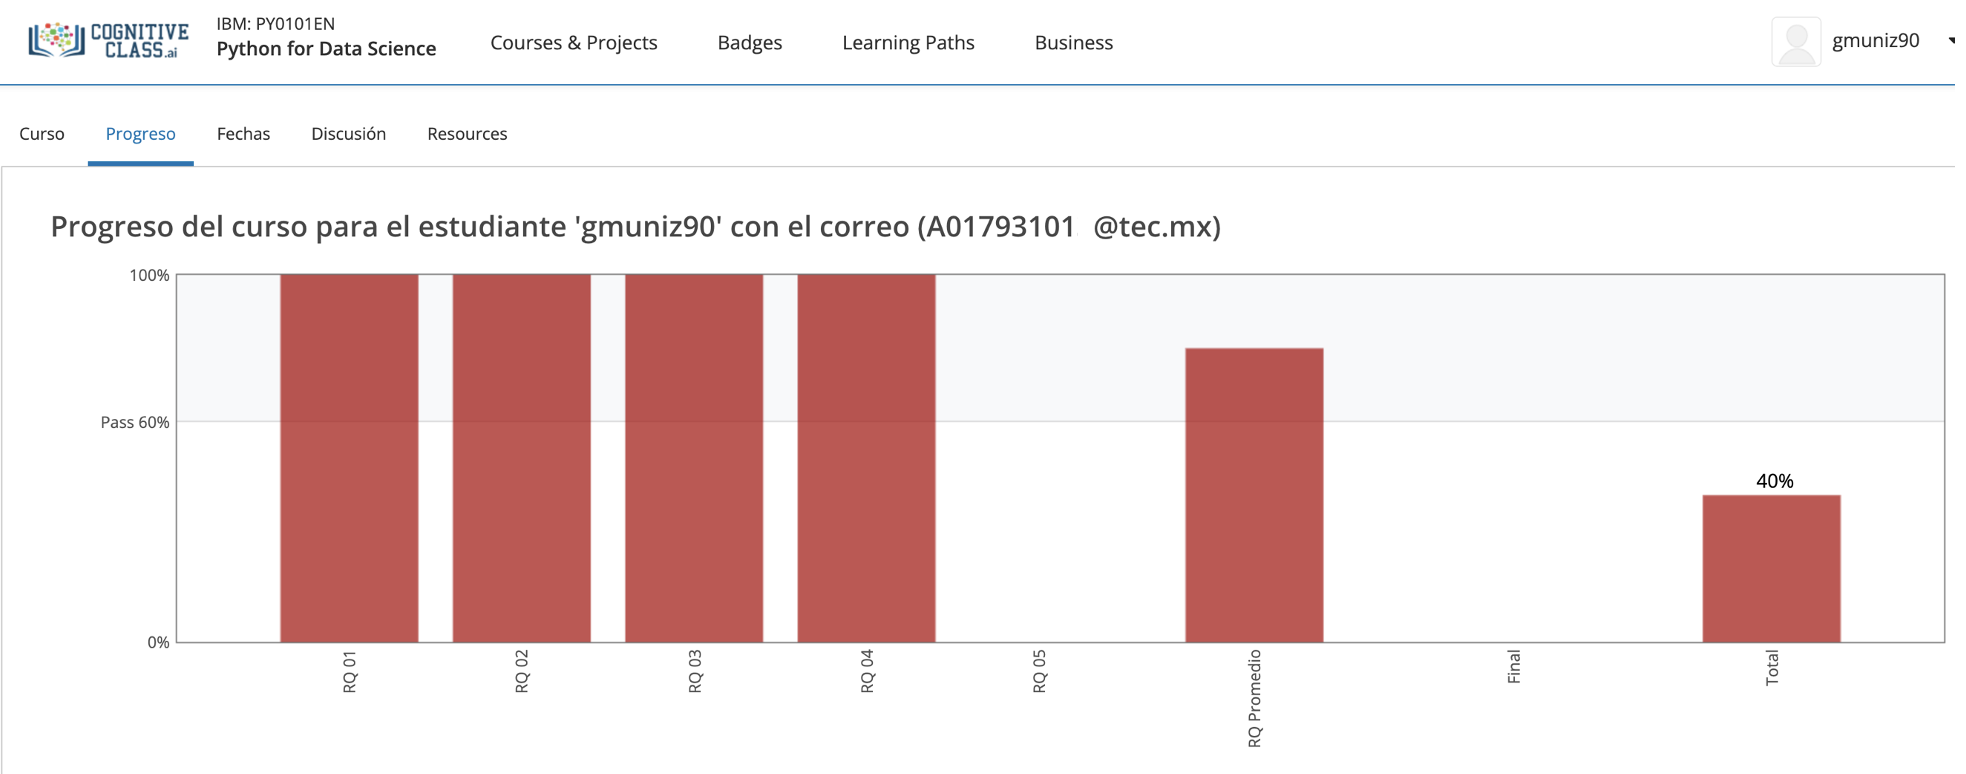 COGNITIVE
CLASS.ai
IBM: PY0101EN
Python for Data Science
Courses & Projects
Badges
Learning Paths
Business
gmuniz90
Curso
Progreso
Fechas
Discusión
Resources
Progreso del curso para el estudiante 'gmuniz90' con el correo (A01793101 @tec.mx)
100%
Pass 60%
0%
40%
RQ 01
RQ 02
RQ 03
RQ 04
RQ 05
RQ Promedio
Final
Total